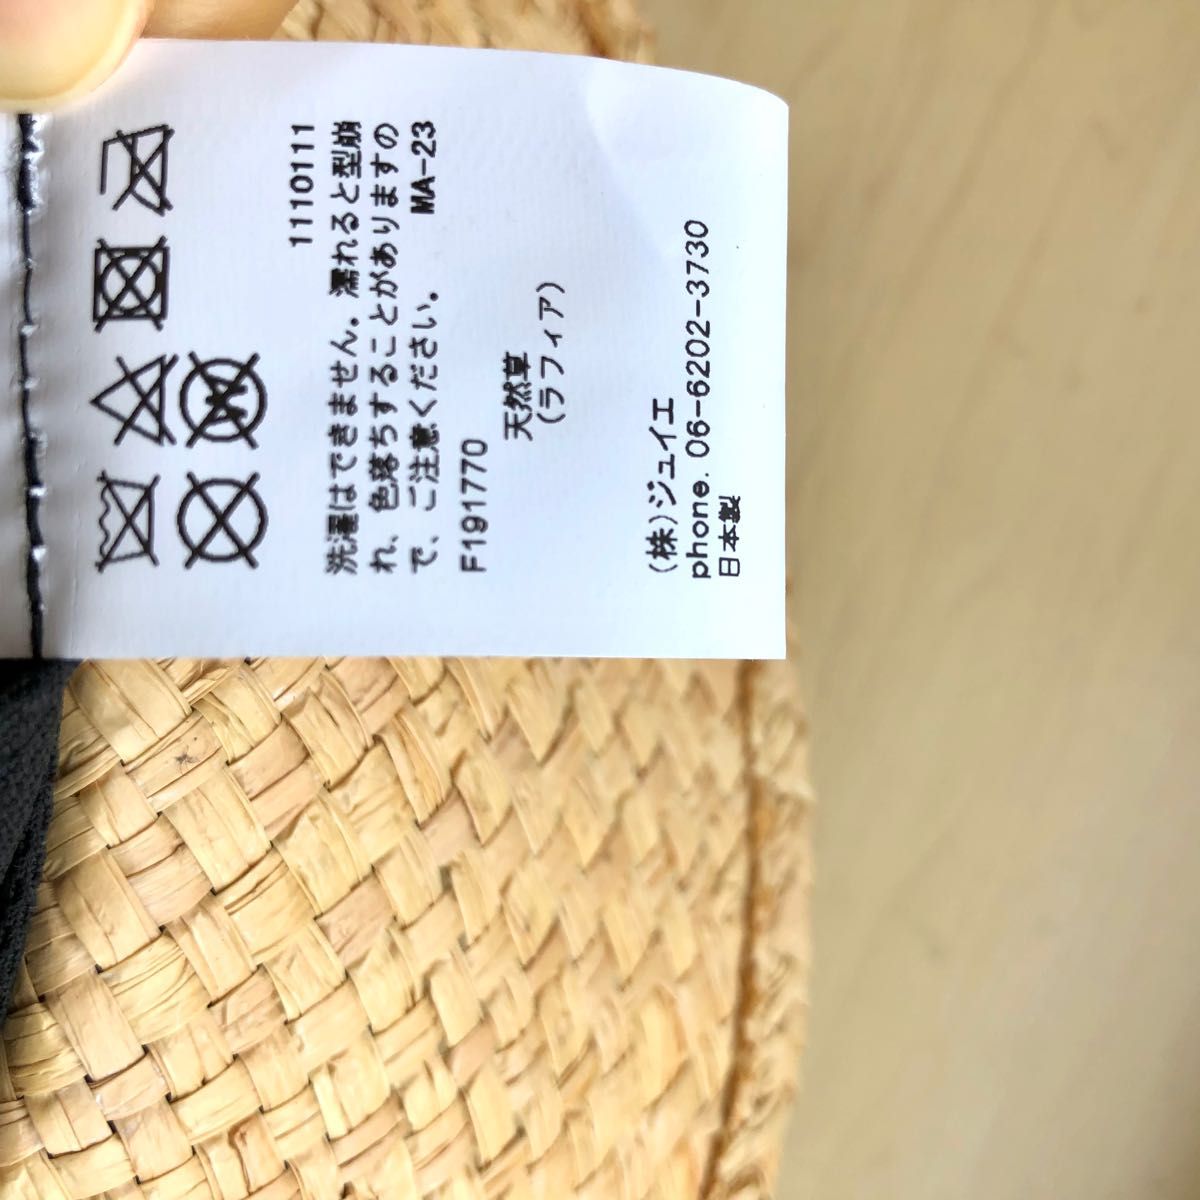 1110111
洗濯はできません。濡れると型崩
れ、色落ちすることがありますの
で、ご注意ください。 MA-23
F191770
天然草
(ラフィア)
(株)ジュイエ
phone. 06-6202-3730
日本製